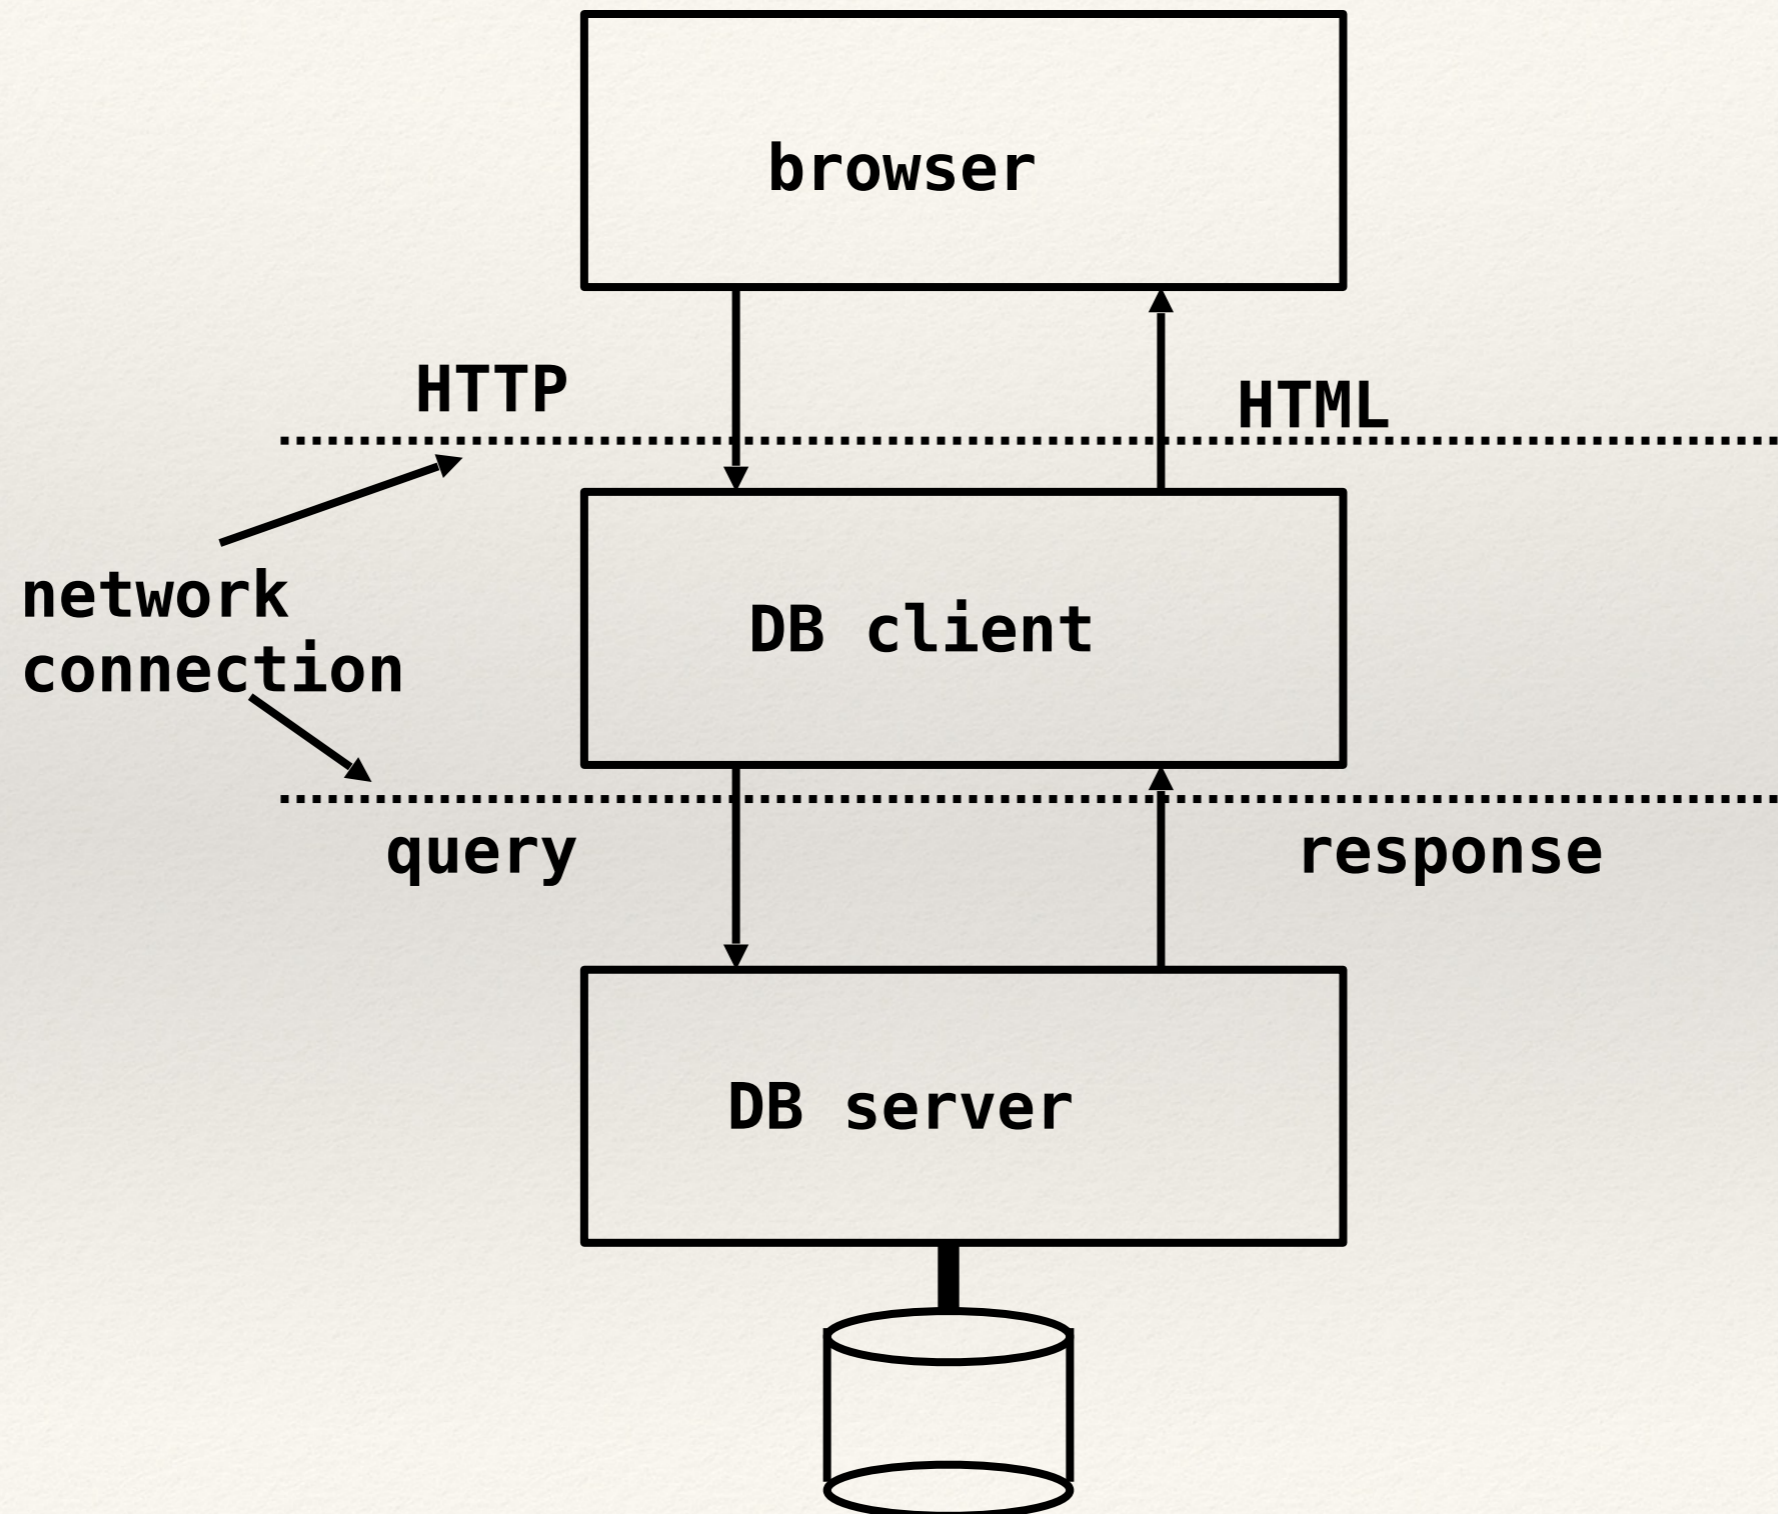 browser
HTTP
HTML
network
connection
DB client
query
response
DB server